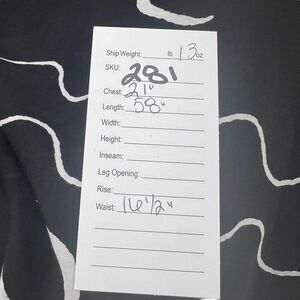 Ship Weight: lb 13 oz
SKU: 281
Chest: 21"
Length: 58"
Width:
Height:
Inseam:
Leg Opening:
Rise:
Waist: 16 1/2"